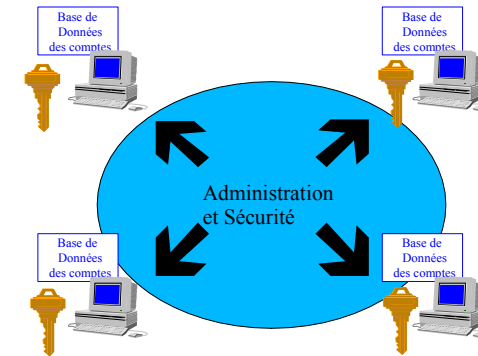 Base de
Données
des comptes
Base de
Données
des comptes
Administration
et Sécurité
Base de
Données
des comptes
Base de
Données
des comptes